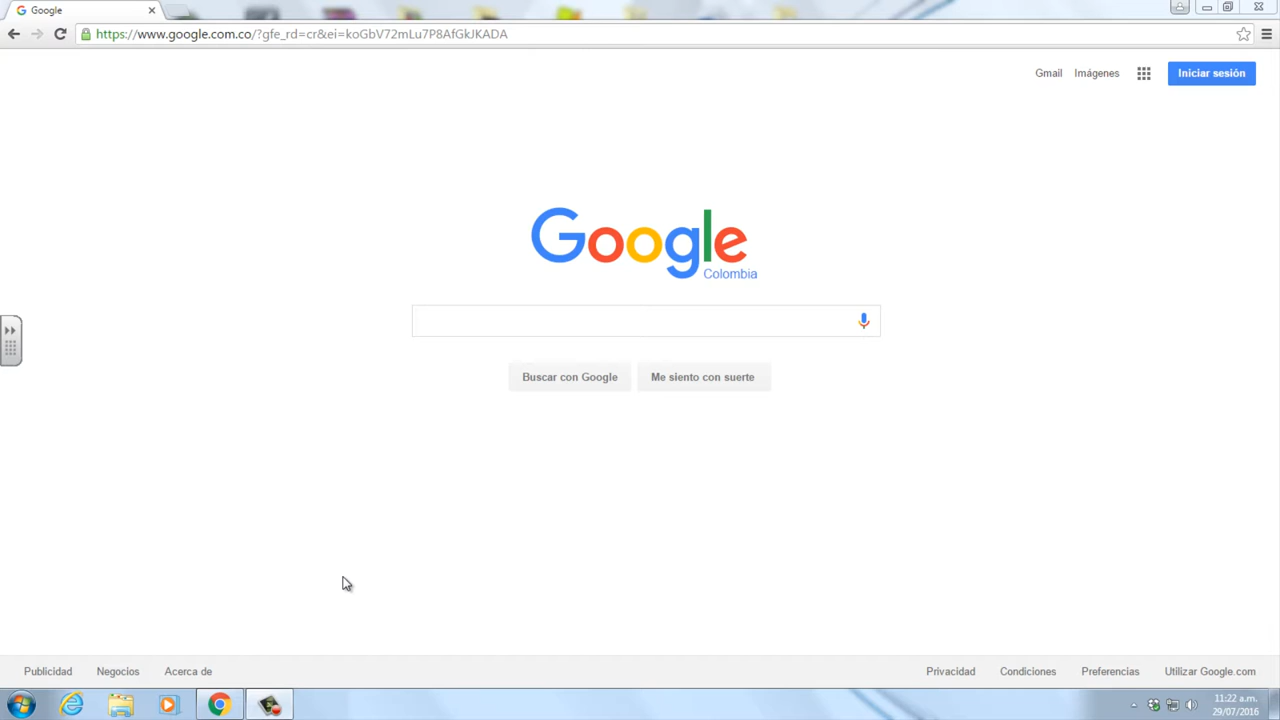 Google
https://www.google.com.co/?gfe_rd=cr&ei=koGbV72mLu7P8AfGkJKADA
Gmail Imágenes Iniciar sesión
Google
Colombia
Buscar con Google Me siento con suerte
Publicidad Negocios Acerca de Privacidad Condiciones Preferencias Utilizar Google.com
11:22 a.m.
29/07/2016